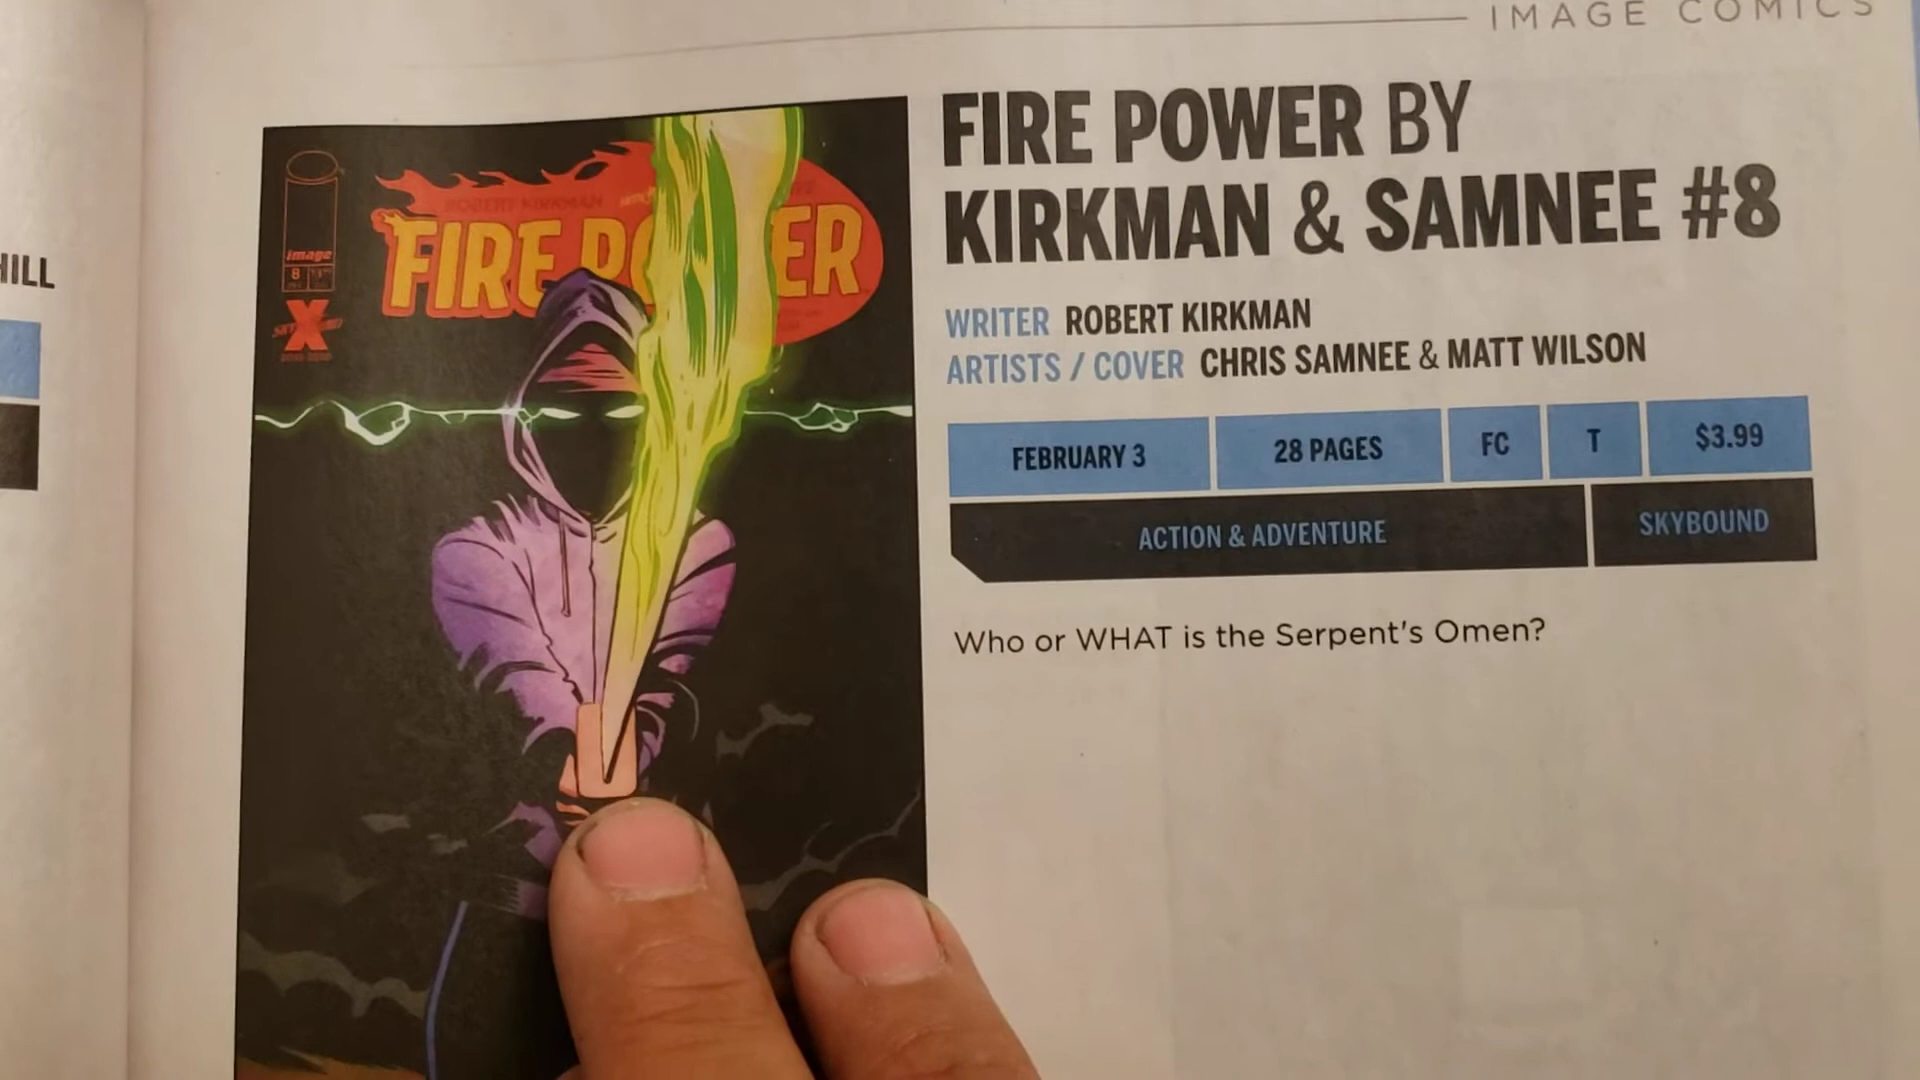 IMAGE COMICS
HILL
ROBERT KIRKMAN
FIRE POWER
image
8
X
FIRE POWER BY
KIRKMAN & SAMNEE #8
WRITER ROBERT KIRKMAN
ARTISTS / COVER CHRIS SAMNEE & MATT WILSON
FEBRUARY 3 28 PAGES FC T $3.99
ACTION & ADVENTURE SKYBOUND
Who or WHAT is the Serpent's Omen?